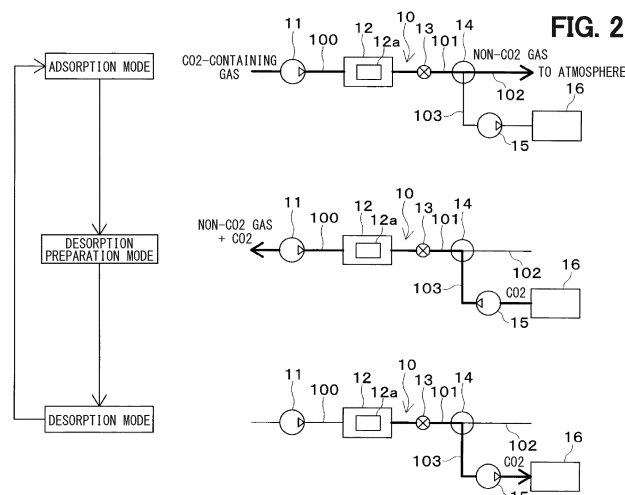 FIG. 2
ADSORPTION MODE
DESORPTION
PREPARATION MODE
DESORPTION MODE
11
100
12
12a
10
13
101
14
CO2-CONTAINING
GAS
NON-CO2 GAS
TO ATMOSPHERE
102
103
15
16
11
100
12
12a
10
13
101
14
NON-CO2 GAS
+ CO2
102
103
CO2
15
16
11
100
12
12a
10
13
101
14
102
103
CO2
15
16